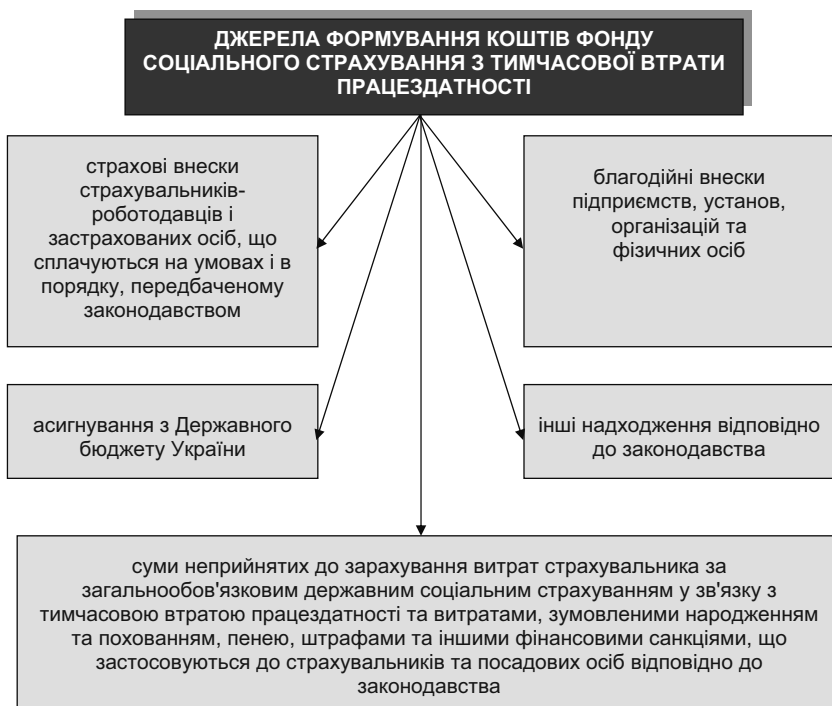 ДЖЕРЕЛА ФОРМУВАННЯ КОШТІВ ФОНДУ
СОЦІАЛЬНОГО СТРАХУВАННЯ З ТИМЧАСОВОЇ ВТРАТИ
ПРАЦЕЗДАТНОСТІ
страхові внески
страхувальників-
роботодавців і
застрахованих осіб, що
сплачуються на умовах і в
порядку, передбаченому
законодавством
благодійні внески
підприємств, установ,
організацій та
фізичних осіб
асигнування з Державного
бюджету України
інші надходження відповідно
до законодавства
суми неприйнятих до зарахування витрат страхувальника за
загальнообов'язковим державним соціальним страхуванням у зв'язку з
тимчасовою втратою працездатності та витратами, зумовленими народженням
та похованням, пенею, штрафами та іншими фінансовими санкціями, що
застосовуються до страхувальників та посадових осіб відповідно до
законодавства